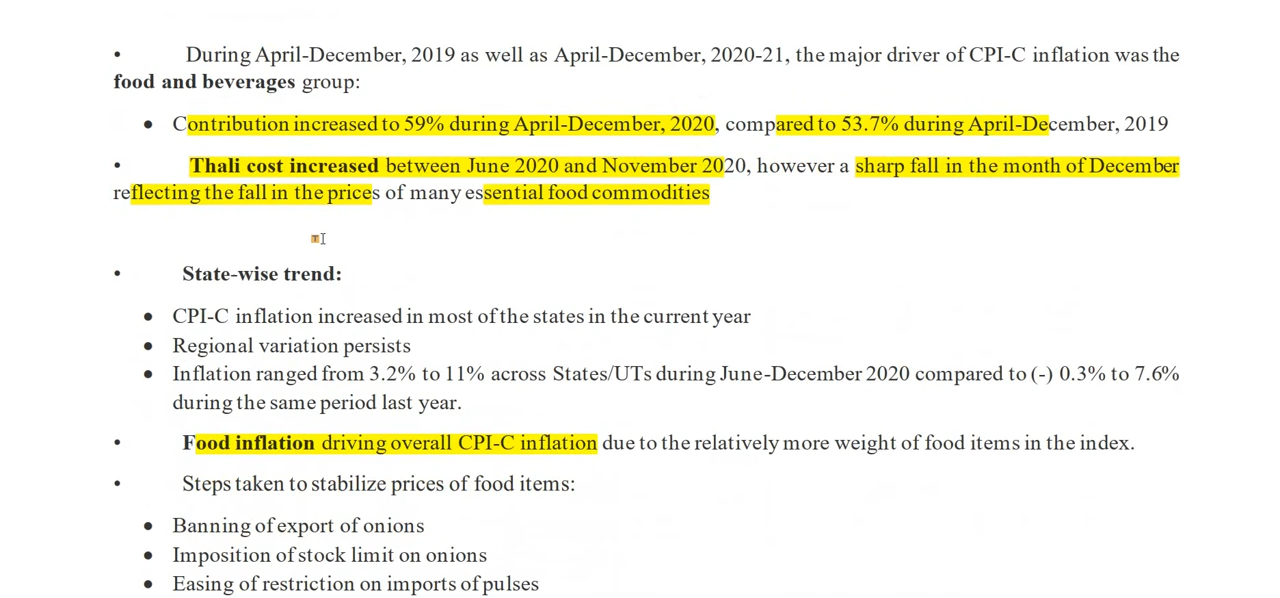 • During April-December, 2019 as well as April-December, 2020-21, the major driver of CPI-C inflation was the
food and beverages group:
● Contribution increased to 59% during April-December, 2020, compared to 53.7% during April-December, 2019
• Thali cost increased between June 2020 and November 2020, however a sharp fall in the month of December
reflecting the fall in the prices of many essential food commodities
• State-wise trend:
● CPI-C inflation increased in most of the states in the current year
● Regional variation persists
● Inflation ranged from 3.2% to 11% across States/UTs during June-December 2020 compared to (-) 0.3% to 7.6%
during the same period last year.
• Food inflation driving overall CPI-C inflation due to the relatively more weight of food items in the index.
• Steps taken to stabilize prices of food items:
● Banning of export of onions
● Imposition of stock limit on onions
● Easing of restriction on imports of pulses